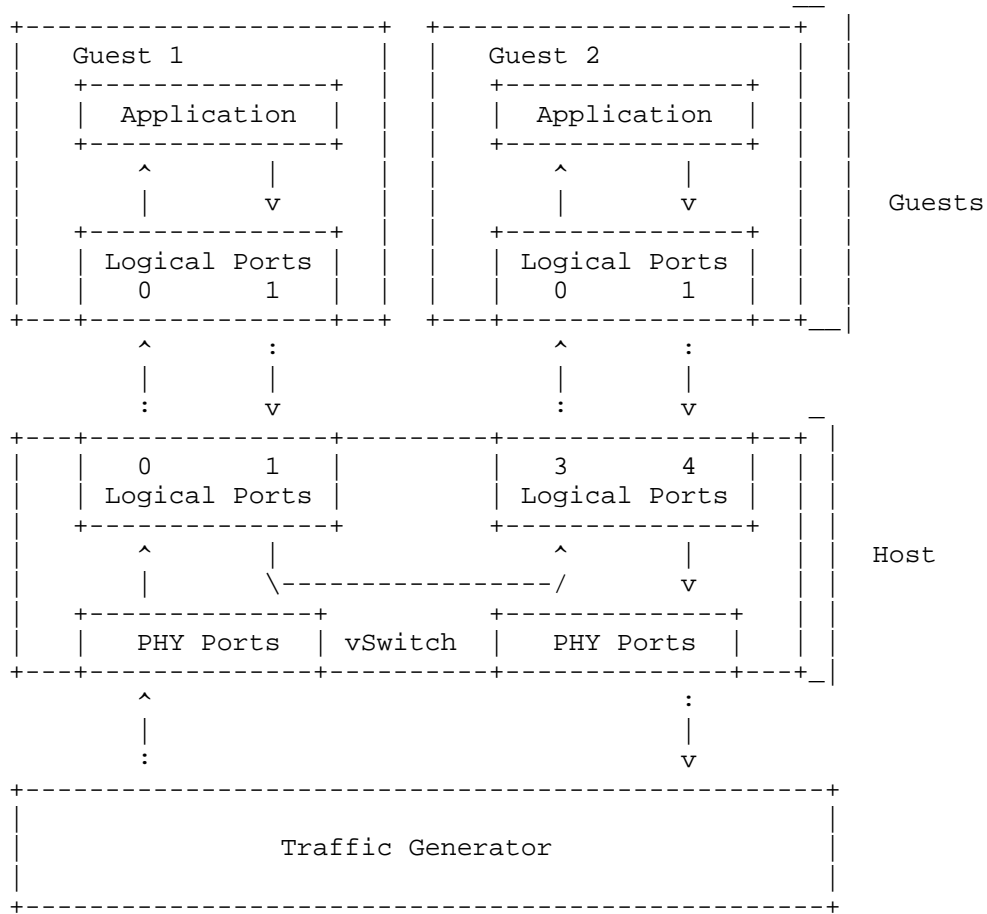 Guest 1 Guest 2
Application Application
Guests
Logical Ports Logical Ports
0 1 0 1
0 1 3 4
Logical Ports Logical Ports
Host
PHY Ports vSwitch PHY Ports
Traffic Generator